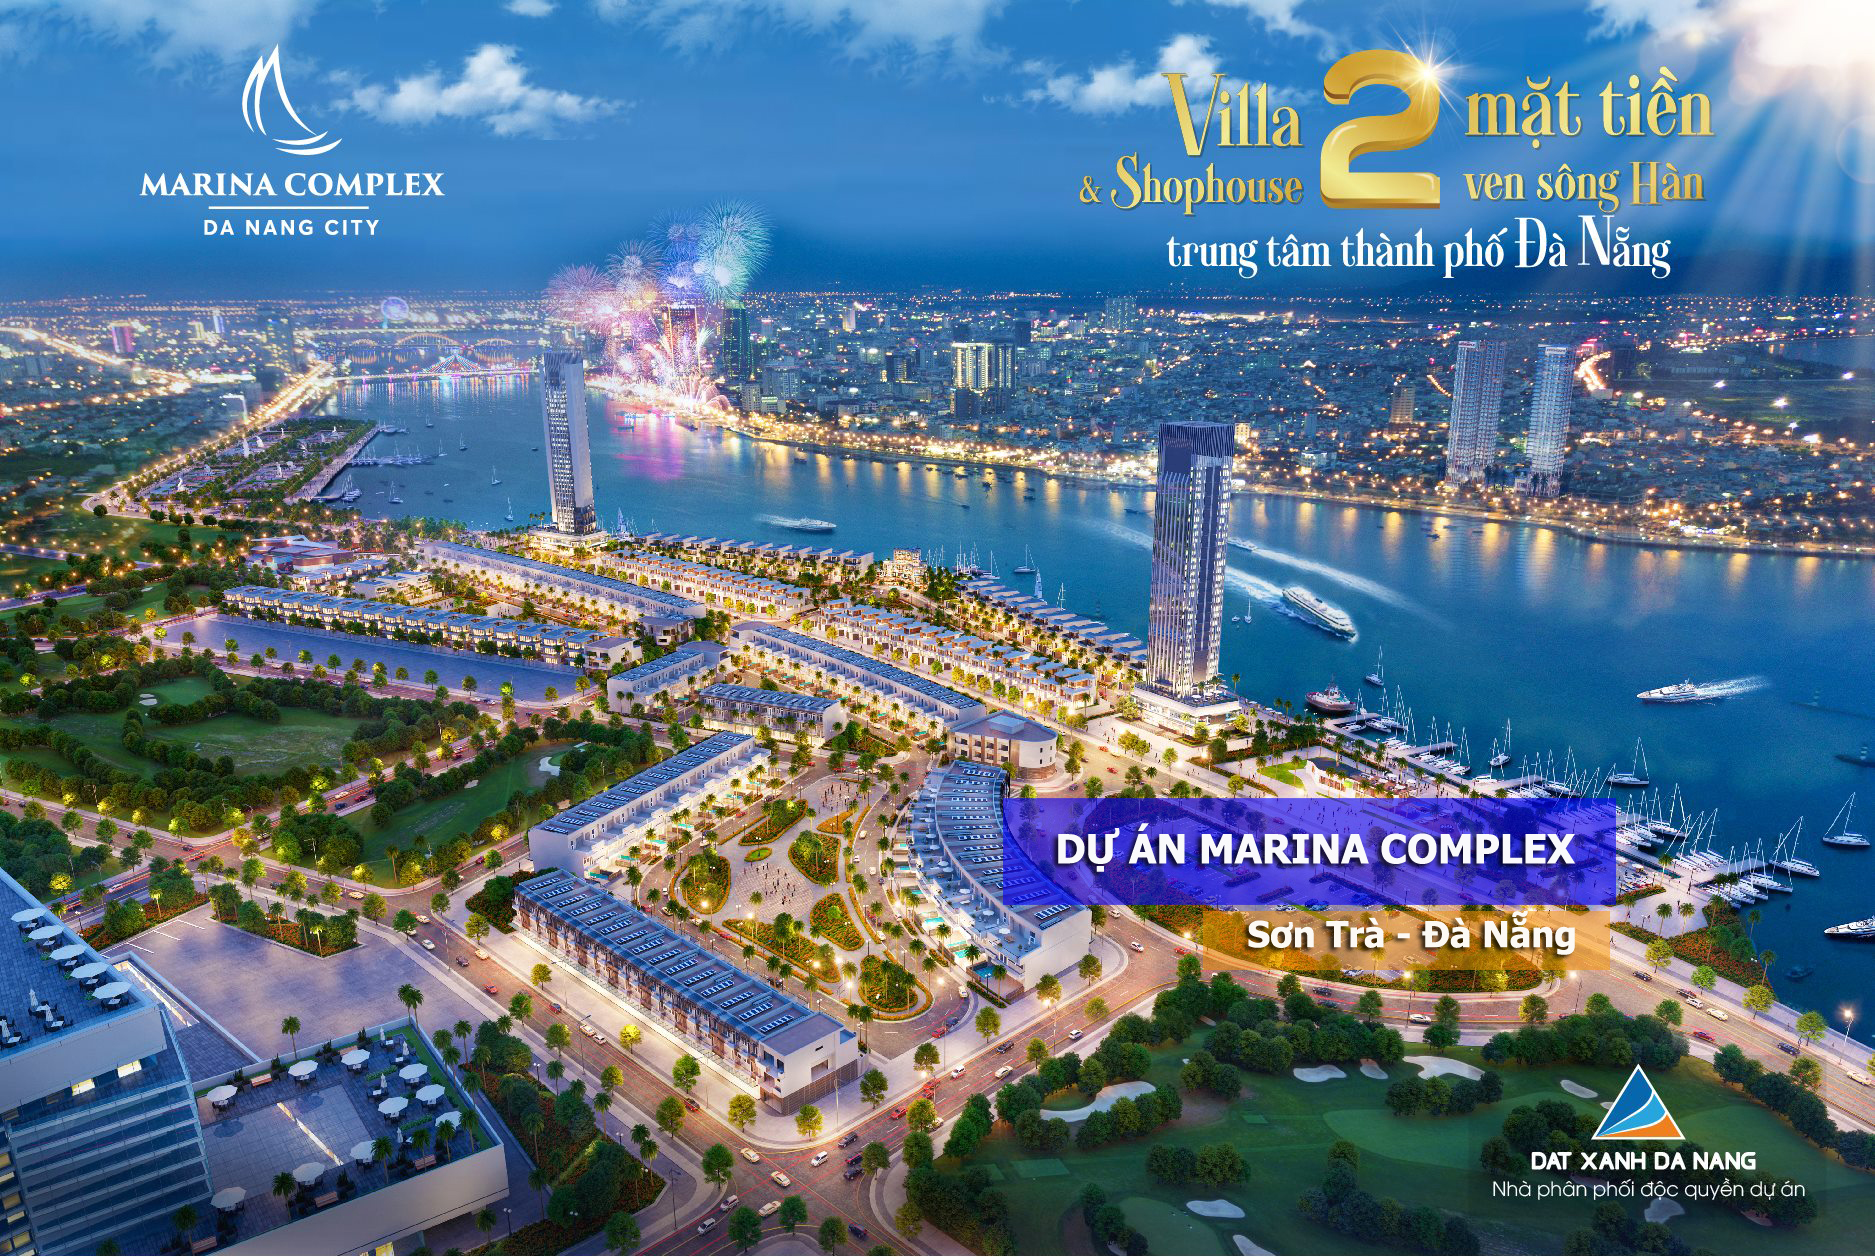 MARINA COMPLEX
DA NANG CITY
Villa 2 mặt tiền
& Shophouse ven sông Hàn
trung tâm thành phố Đà Nẵng
DỰ ÁN MARINA COMPLEX
Sơn Trà - Đà Nẵng
DAT XANH DA NANG
Nhà phân phối độc quyền dự án